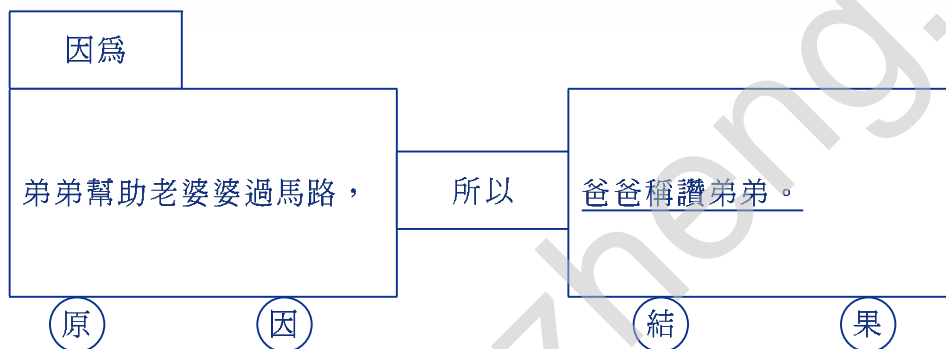 因爲
弟弟幫助老婆婆過馬路，
所以
爸爸稱讚弟弟。
原 因
結 果
zheng.